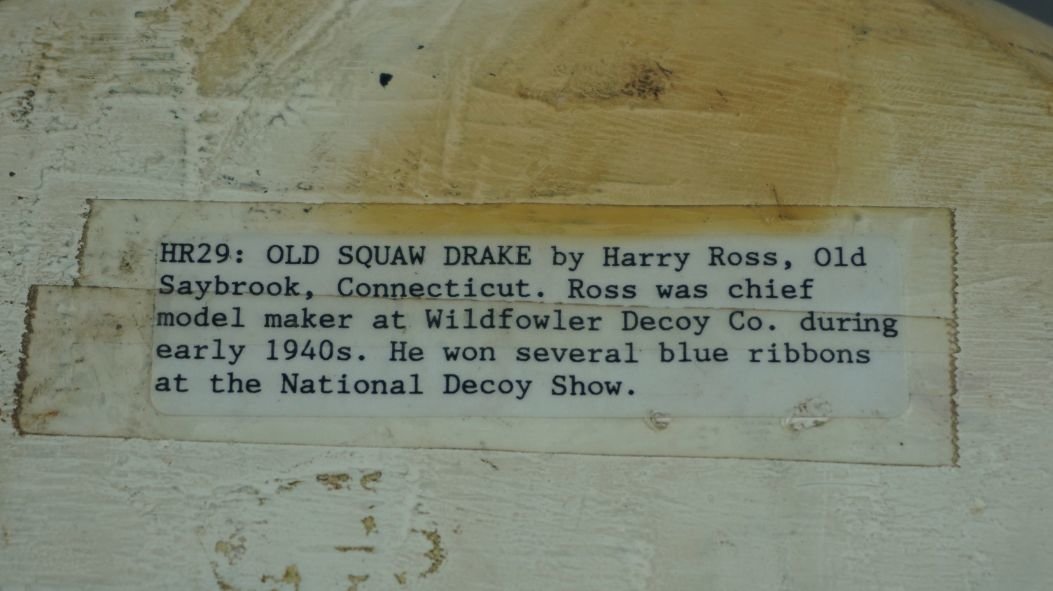 HR29: OLD SQUAW DRAKE by Harry Ross, Old
Saybrook, Connecticut. Ross was chief
model maker at Wildfowler Decoy Co. during
early 1940s. He won several blue ribbons
at the National Decoy Show.